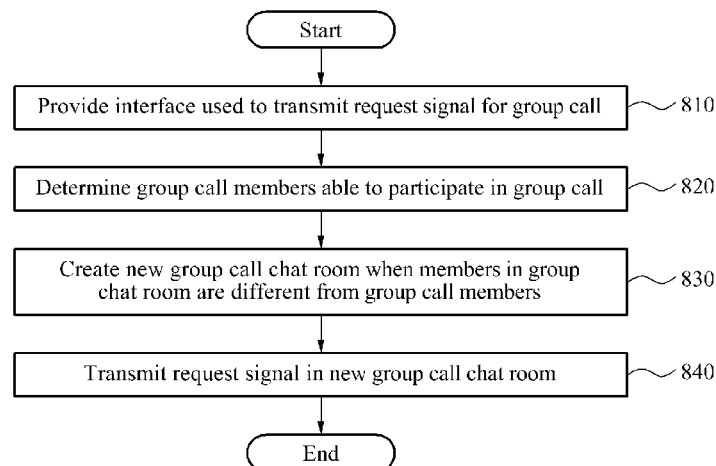 Start
Provide interface used to transmit request signal for group call
810
Determine group call members able to participate in group call
820
Create new group call chat room when members in group
chat room are different from group call members
830
Transmit request signal in new group call chat room
840
End